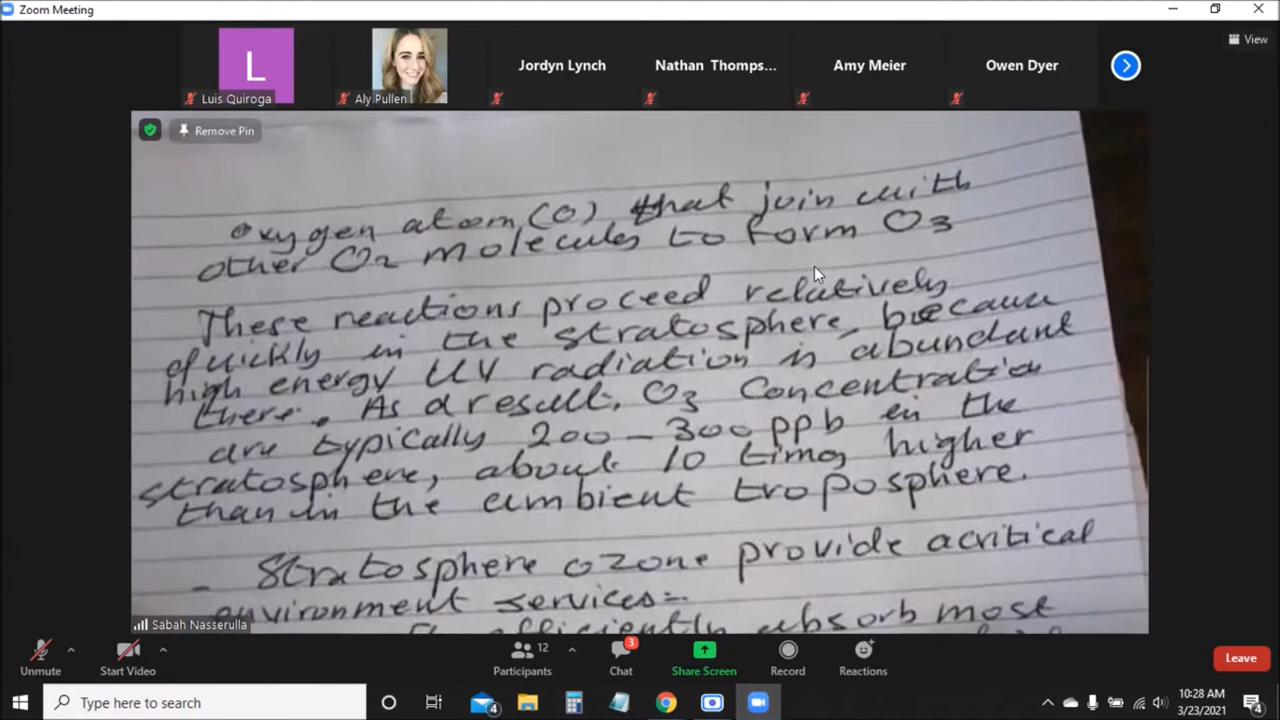 Zoom Meeting
View
L
Luis Quiroga
Aly Pullen
Jordyn Lynch
Nathan Thomps...
Amy Meier
Owen Dyer
Remove Pin
oxygen atom (O), that join with
other O2 molecules to form O3
These reactions proceed relatively
quickly in the stratosphere, because
high energy UV radiation is abundant
there. As a result, O3 Concentration
are typically 200 - 300 ppb in the
stratosphere, about 10 times higher
than in the ambient troposphere.
- Stratosphere ozone provide a critical
environment services:-
efficiently absorb most
Sabah Nasserulla
Unmute
Start Video
12
Participants
3
Chat
Share Screen
Record
Reactions
Leave
Type here to search
4
10:28 AM
3/23/2021
4